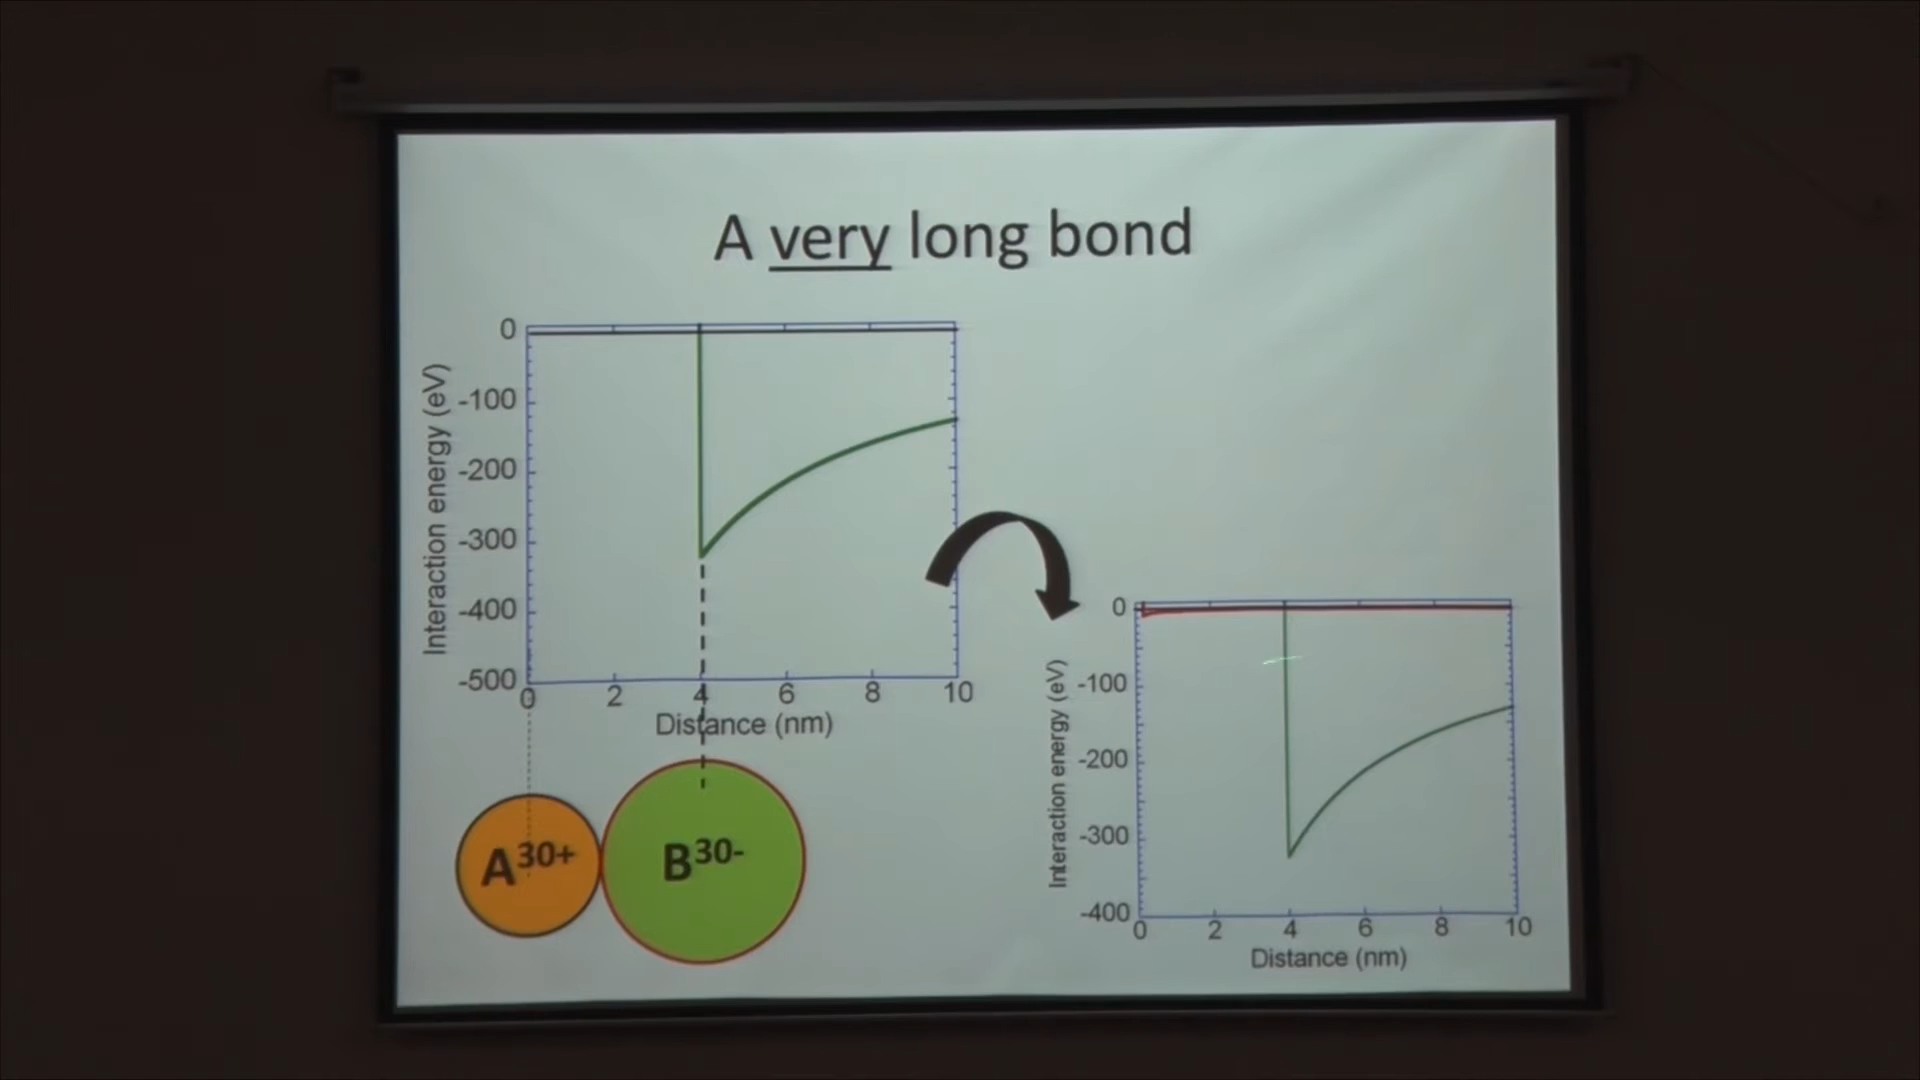 A very long bond
0
-100
-200
-300
-400
-500
Interaction energy (eV)
0 2 4 6 8 10
Distance (nm)
A30+ B30-
0
-100
-200
-300
-400
Interaction energy (eV)
0 2 4 6 8 10
Distance (nm)